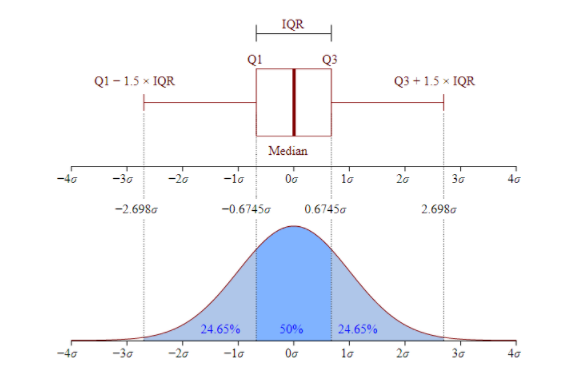 IQR
Q1 Q3
Q1 − 1.5 × IQR Q3 + 1.5 × IQR
Median
−4σ −3σ −2σ −1σ 0σ 1σ 2σ 3σ 4σ
−2.698σ −0.6745σ 0.6745σ 2.698σ
24.65% 50% 24.65%
−4σ −3σ −2σ −1σ 0σ 1σ 2σ 3σ 4σ